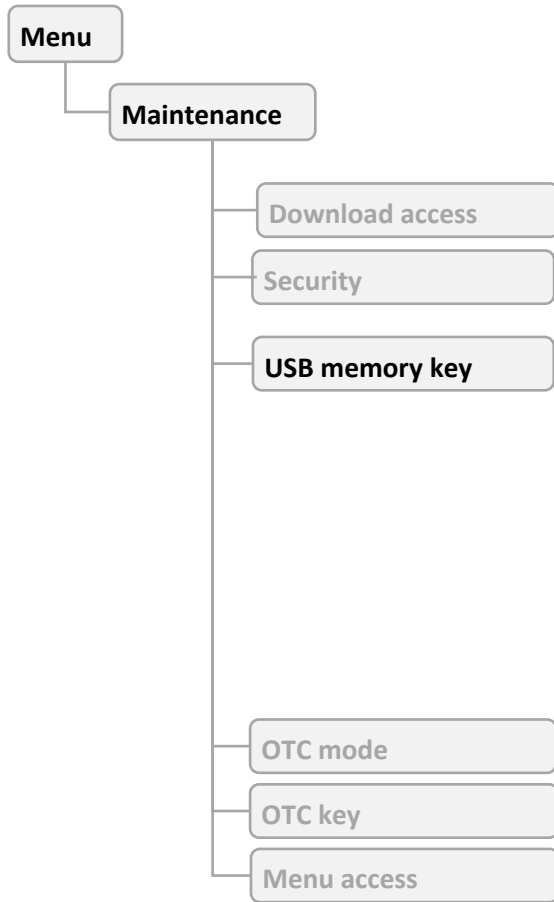 Menu
Maintenance
Download access
Security
USB memory key
OTC mode
OTC key
Menu access